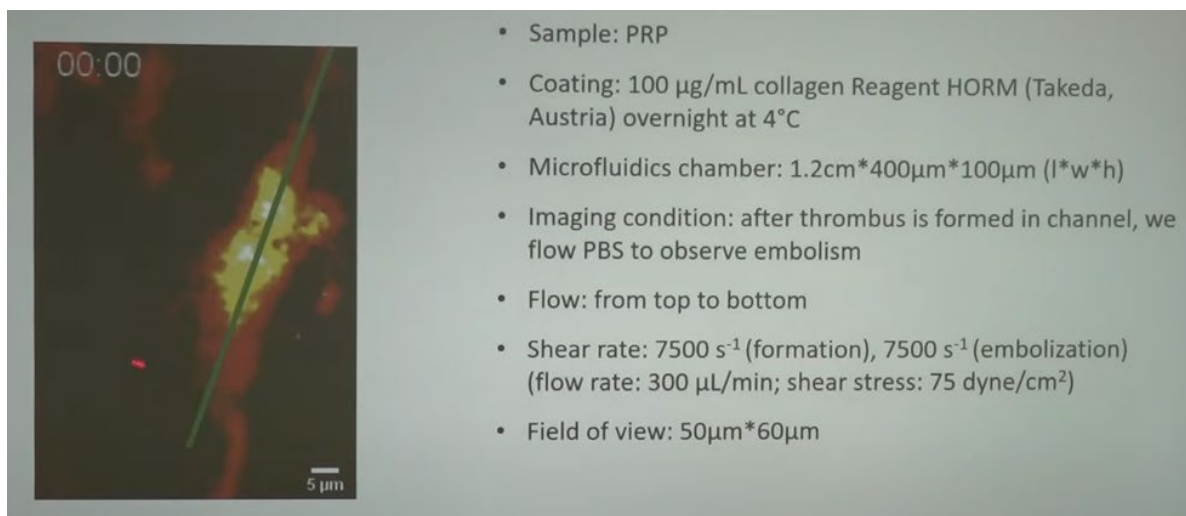 00:00
5 µm
• Sample: PRP
• Coating: 100 µg/mL collagen Reagent HORM (Takeda,
Austria) overnight at 4°C
• Microfluidics chamber: 1.2cm*400µm*100µm (l*w*h)
• Imaging condition: after thrombus is formed in channel, we
flow PBS to observe embolism
• Flow: from top to bottom
• Shear rate: 7500 s⁻¹ (formation), 7500 s⁻¹ (embolization)
(flow rate: 300 µL/min; shear stress: 75 dyne/cm²)
• Field of view: 50µm*60µm